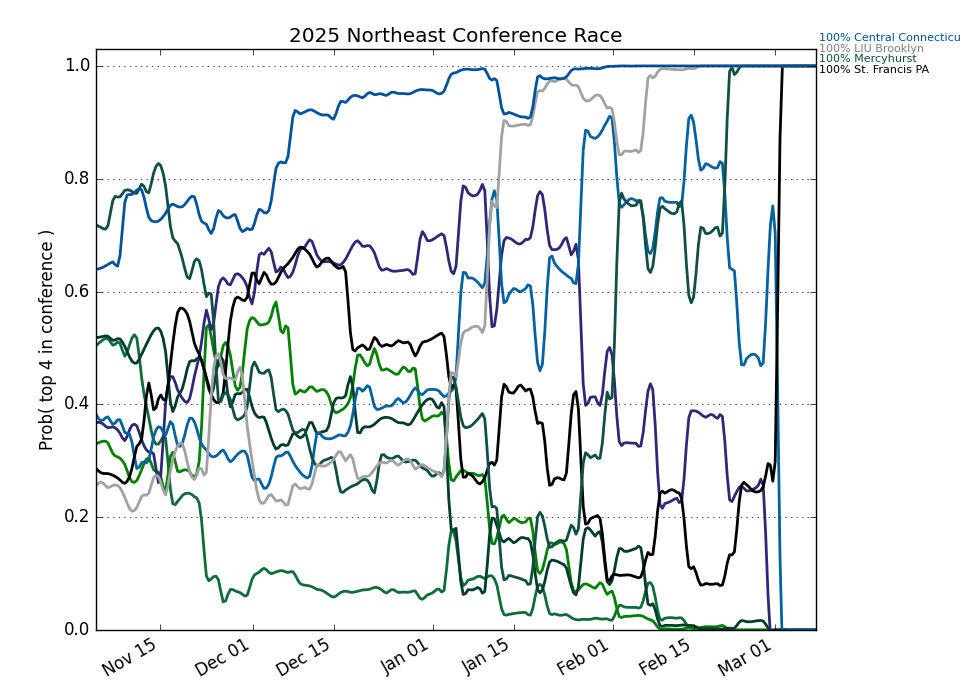 2025 Northeast Conference Race
100% Central Connecticu
100% LIU Brooklyn
100% Mercyhurst
100% St. Francis PA
Prob( top 4 in conference )
1.0
0.8
0.6
0.4
0.2
0.0
Nov 15
Dec 01
Dec 15
Jan 01
Jan 15
Feb 01
Feb 15
Mar 01